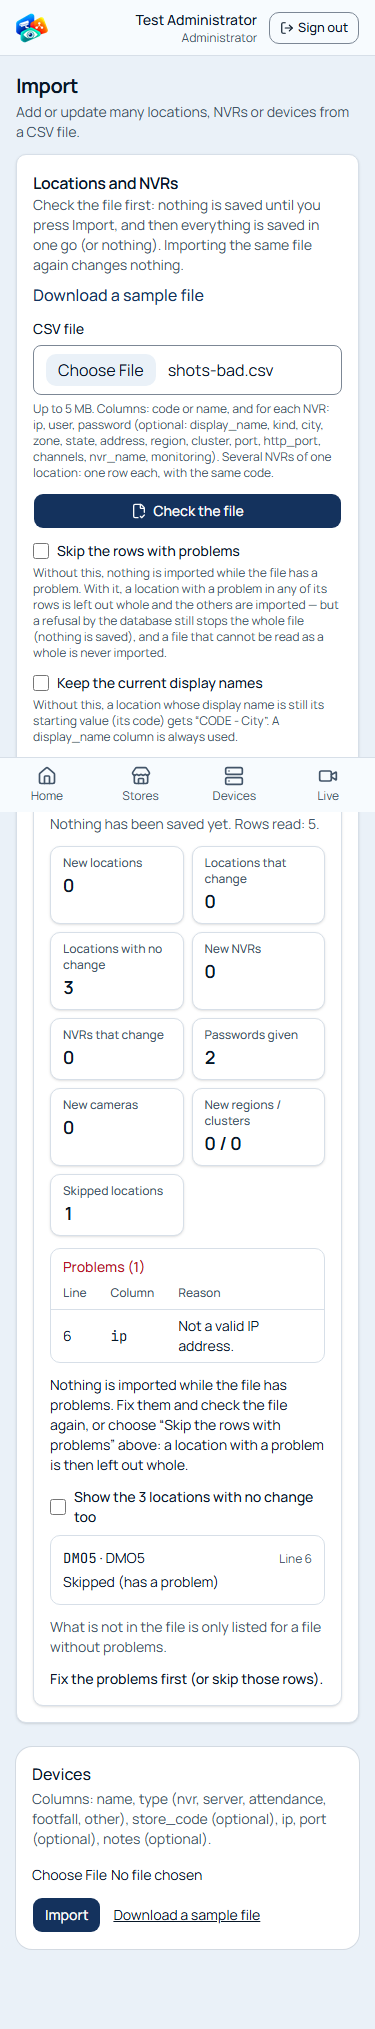 Test Administrator
Administrator
Sign out
Import
Add or update many locations, NVRs or devices from
a CSV file.
Locations and NVRs
Check the file first: nothing is saved until you
press Import, and then everything is saved in
one go (or nothing). Importing the same file
again changes nothing.
Download a sample file
CSV file
Choose File shots-bad.csv
Up to 5 MB. Columns: code or name, and for each NVR:
ip, user, password (optional: display_name, kind, city,
zone, state, address, region, cluster, port, http_port,
channels, nvr_name, monitoring). Several NVRs of one
location: one row each, with the same code.
Check the file
Skip the rows with problems
Without this, nothing is imported while the file has a
problem. With it, a location with a problem in any of its
rows is left out whole and the others are imported — but
a refusal by the database still stops the whole file
(nothing is saved), and a file that cannot be read as a
whole is never imported.
Keep the current display names
Without this, a location whose display name is still its
starting value (its code) gets “CODE - City”. A
display_name column is always used.
Home Stores Devices Live
Nothing has been saved yet. Rows read: 5.
New locations
0
Locations that
change
0
Locations with no
change
3
New NVRs
0
NVRs that change
0
Passwords given
2
New cameras
0
New regions /
clusters
0 / 0
Skipped locations
1
Problems (1)
Line Column Reason
6 ip Not a valid IP
address.
Nothing is imported while the file has
problems. Fix them and check the file
again, or choose “Skip the rows with
problems” above: a location with a problem
is then left out whole.
Show the 3 locations with no change
too
DM05 · DM05 Line 6
Skipped (has a problem)
What is not in the file is only listed for a file
without problems.
Fix the problems first (or skip those rows).
Devices
Columns: name, type (nvr, server, attendance,
footfall, other), store_code (optional), ip, port
(optional), notes (optional).
Choose File No file chosen
Import Download a sample file